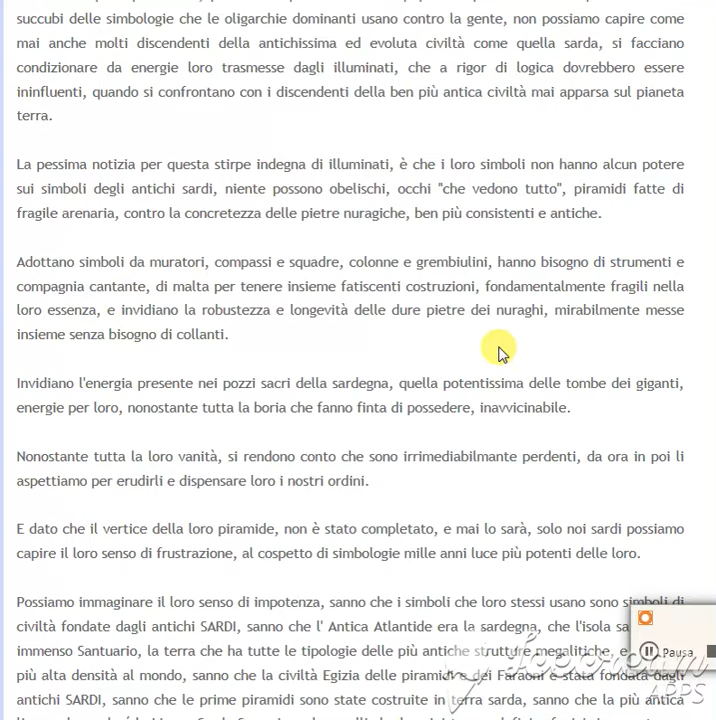 succubi delle simbologie che le oligarchie dominanti usano contro la gente, non possiamo capire come
mai anche molti discendenti della antichissima ed evoluta civiltà come quella sarda, si facciano
condizionare da energie loro trasmesse dagli illuminati, che a rigor di logica dovrebbero essere
ininfluenti, quando si confrontano con i discendenti della ben più antica civiltà mai apparsa sul pianeta
terra.
La pessima notizia per questa stirpe indegna di illuminati, è che i loro simboli non hanno alcun potere
sui simboli degli antichi sardi, niente possono obelischi, occhi "che vedono tutto", piramidi fatte di
fragile arenaria, contro la concretezza delle pietre nuragiche, ben più consistenti e antiche.
Adottano simboli da muratori, compassi e squadre, colonne e grembiulini, hanno bisogno di strumenti e
compagnia cantante, di malta per tenere insieme fatiscenti costruzioni, fondamentalmente fragili nella
loro essenza, e invidiano la robustezza e longevità delle dure pietre dei nuraghi, mirabilmente messe
insieme senza bisogno di collanti.
Invidiano l'energia presente nei pozzi sacri della sardegna, quella potentissima delle tombe dei giganti,
energie per loro, nonostante tutta la boria che fanno finta di possedere, inavvicinabile.
Nonostante tutta la loro vanità, si rendono conto che sono irrimediabilmante perdenti, da ora in poi li
aspettiamo per erudirli e dispensare loro i nostri ordini.
E dato che il vertice della loro piramide, non è stato completato, e mai lo sarà, solo noi sardi possiamo
capire il loro senso di frustrazione, al cospetto di simbologie mille anni luce più potenti delle loro.
Possiamo immaginare il loro senso di impotenza, sanno che i simboli che loro stessi usano sono simboli di
civiltà fondate dagli antichi SARDI, sanno che l' Antica Atlantide era la sardegna, che l'isola
immenso Santuario, la terra che ha tutte le tipologie delle più antiche strutture megalitiche, e
Pausa
più alta densità al mondo, sanno che la civiltà Egizia delle piramidi e dei Faraoni è stata fondata dagli
antichi SARDI, sanno che le prime piramidi sono state costruite in terra sarda, sanno che la più antica
APPS